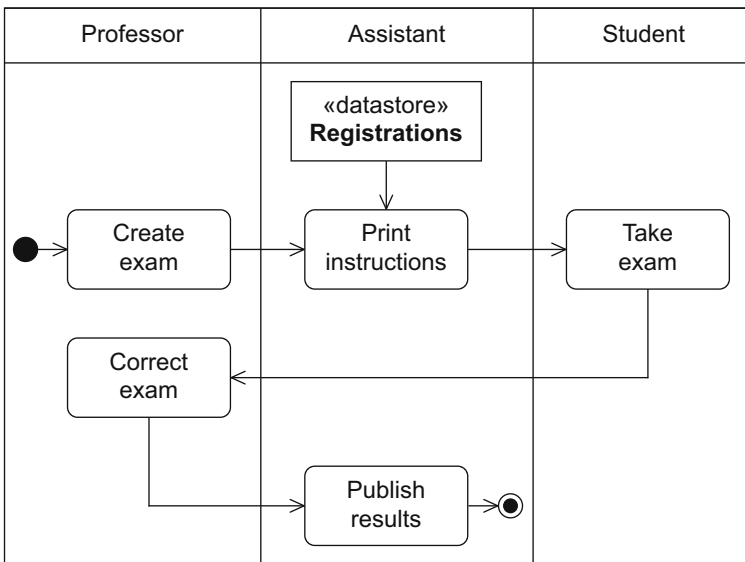 Professor
Assistant
Student
«datastore»
Registrations
Create
exam
Print
instructions
Take
exam
Correct
exam
Publish
results